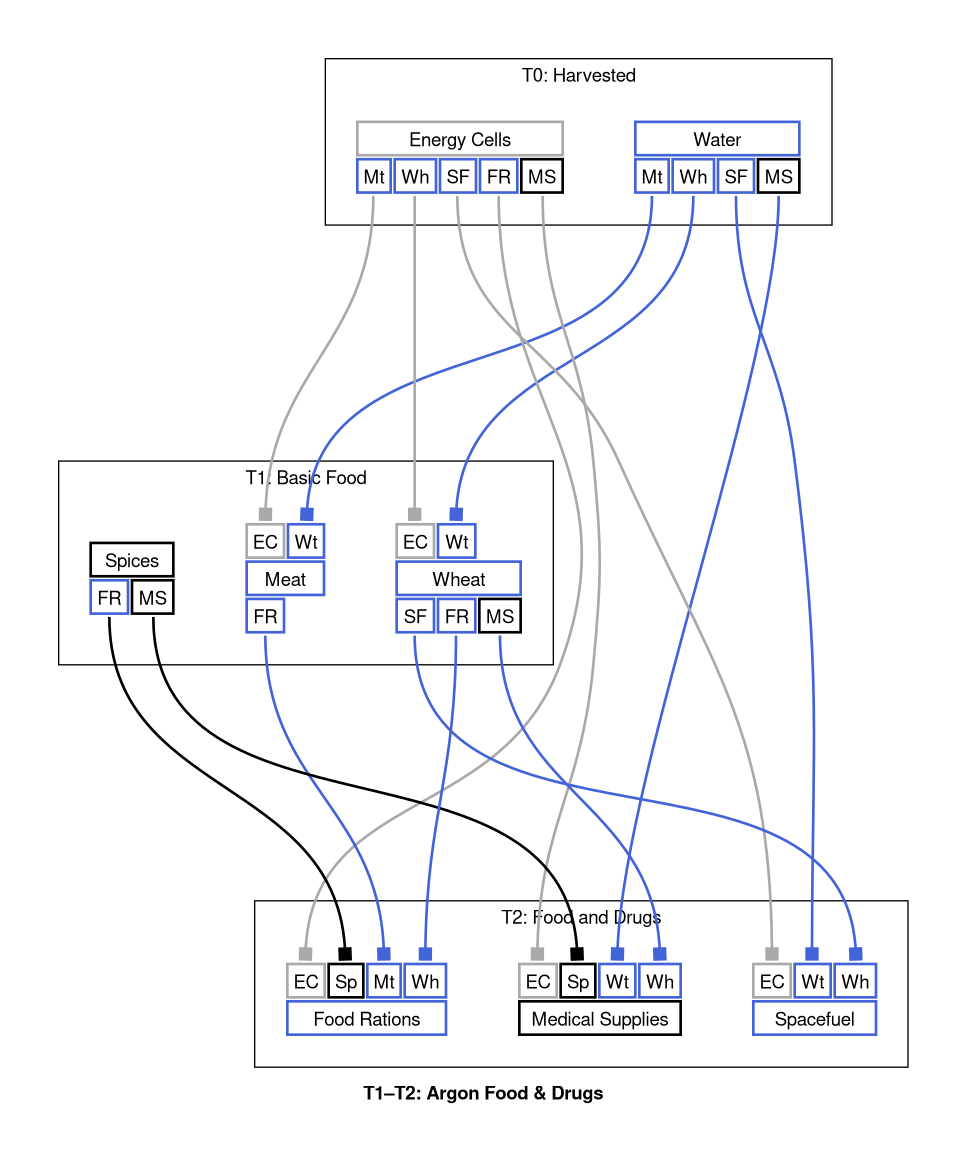 T0: Harvested
Energy Cells Water
Mt Wh SF FR MS Mt Wh SF MS
T1: Basic Food
EC Wt EC Wt
Spices Meat Wheat
FR MS FR SF FR MS
T2: Food and Drugs
EC Sp Mt Wh EC Sp Wt Wh EC Wt Wh
Food Rations Medical Supplies Spacefuel
T1–T2: Argon Food & Drugs